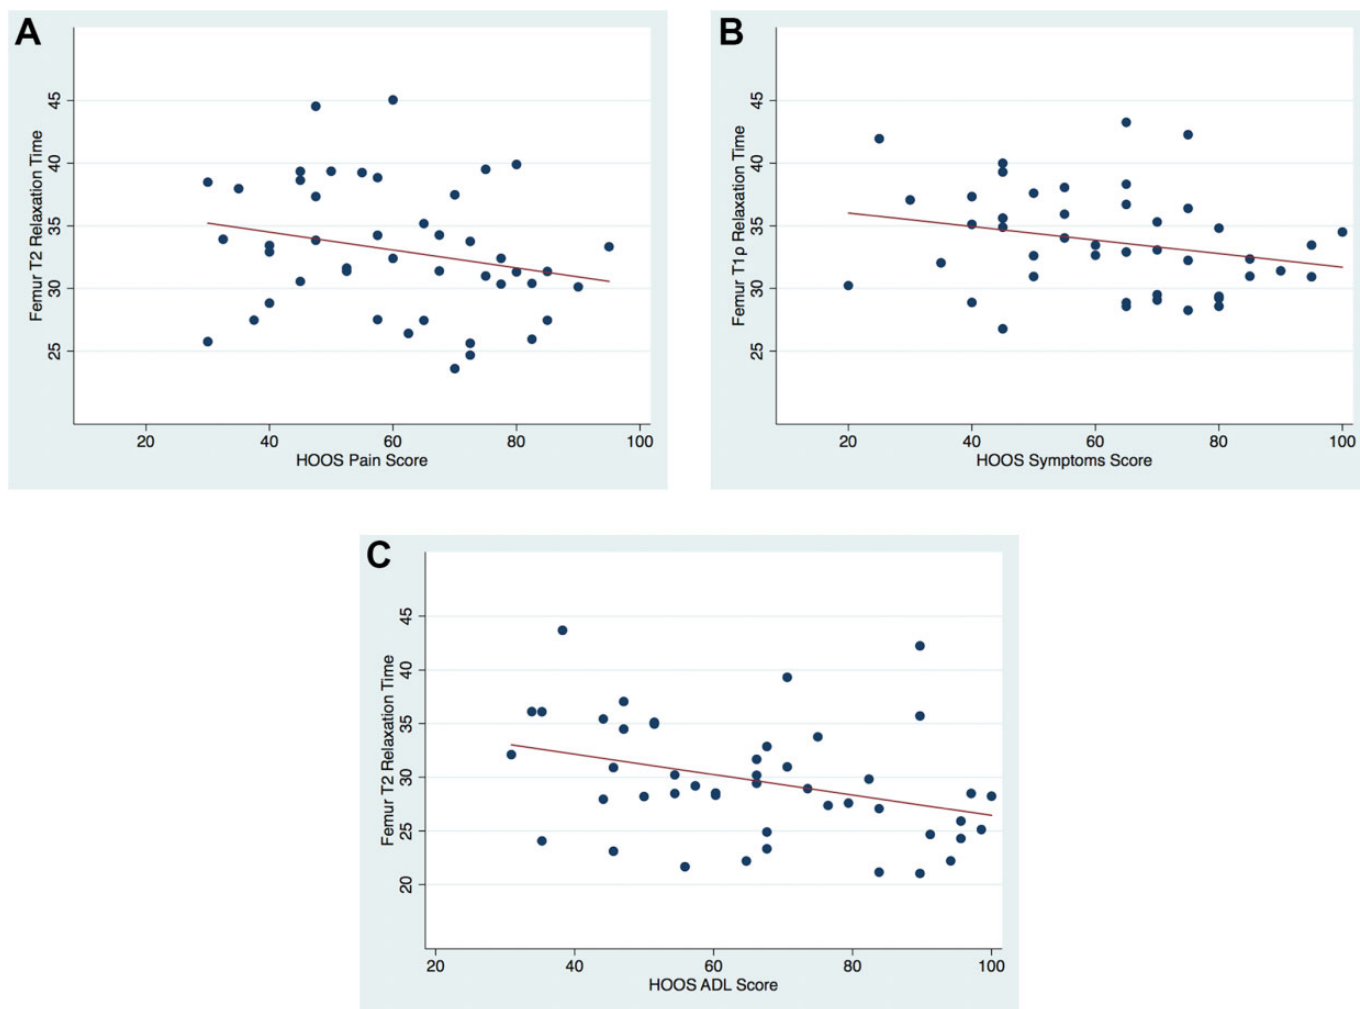 A
Femur T2 Relaxation Time
45
40
35
30
25
20 40 60 80 100
HOOS Pain Score
B
Femur T1ρ Relaxation Time
45
40
35
30
25
20 40 60 80 100
HOOS Symptoms Score
C
Femur T2 Relaxation Time
45
40
35
30
25
20
20 40 60 80 100
HOOS ADL Score